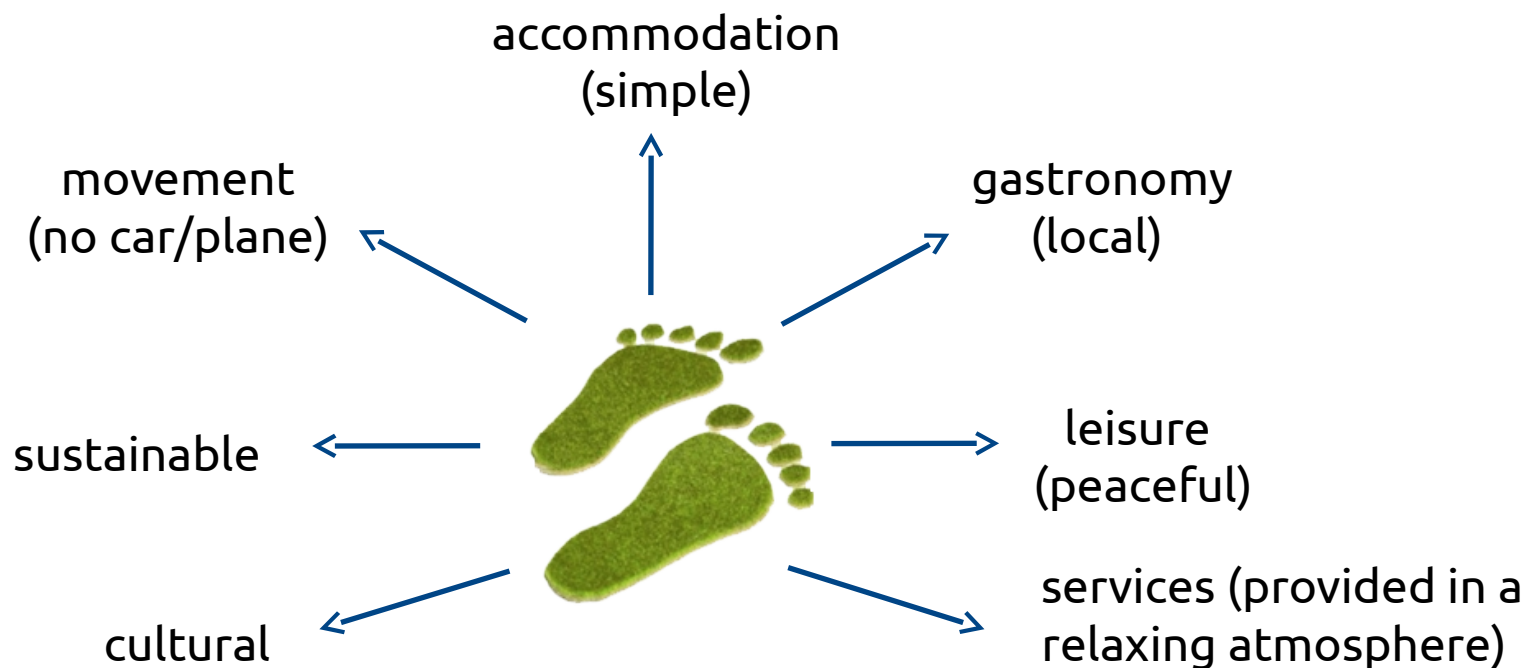 accommodation
(simple)
movement
(no car/plane)
gastronomy
(local)
sustainable
leisure
(peaceful)
cultural
services (provided in a
relaxing atmosphere)